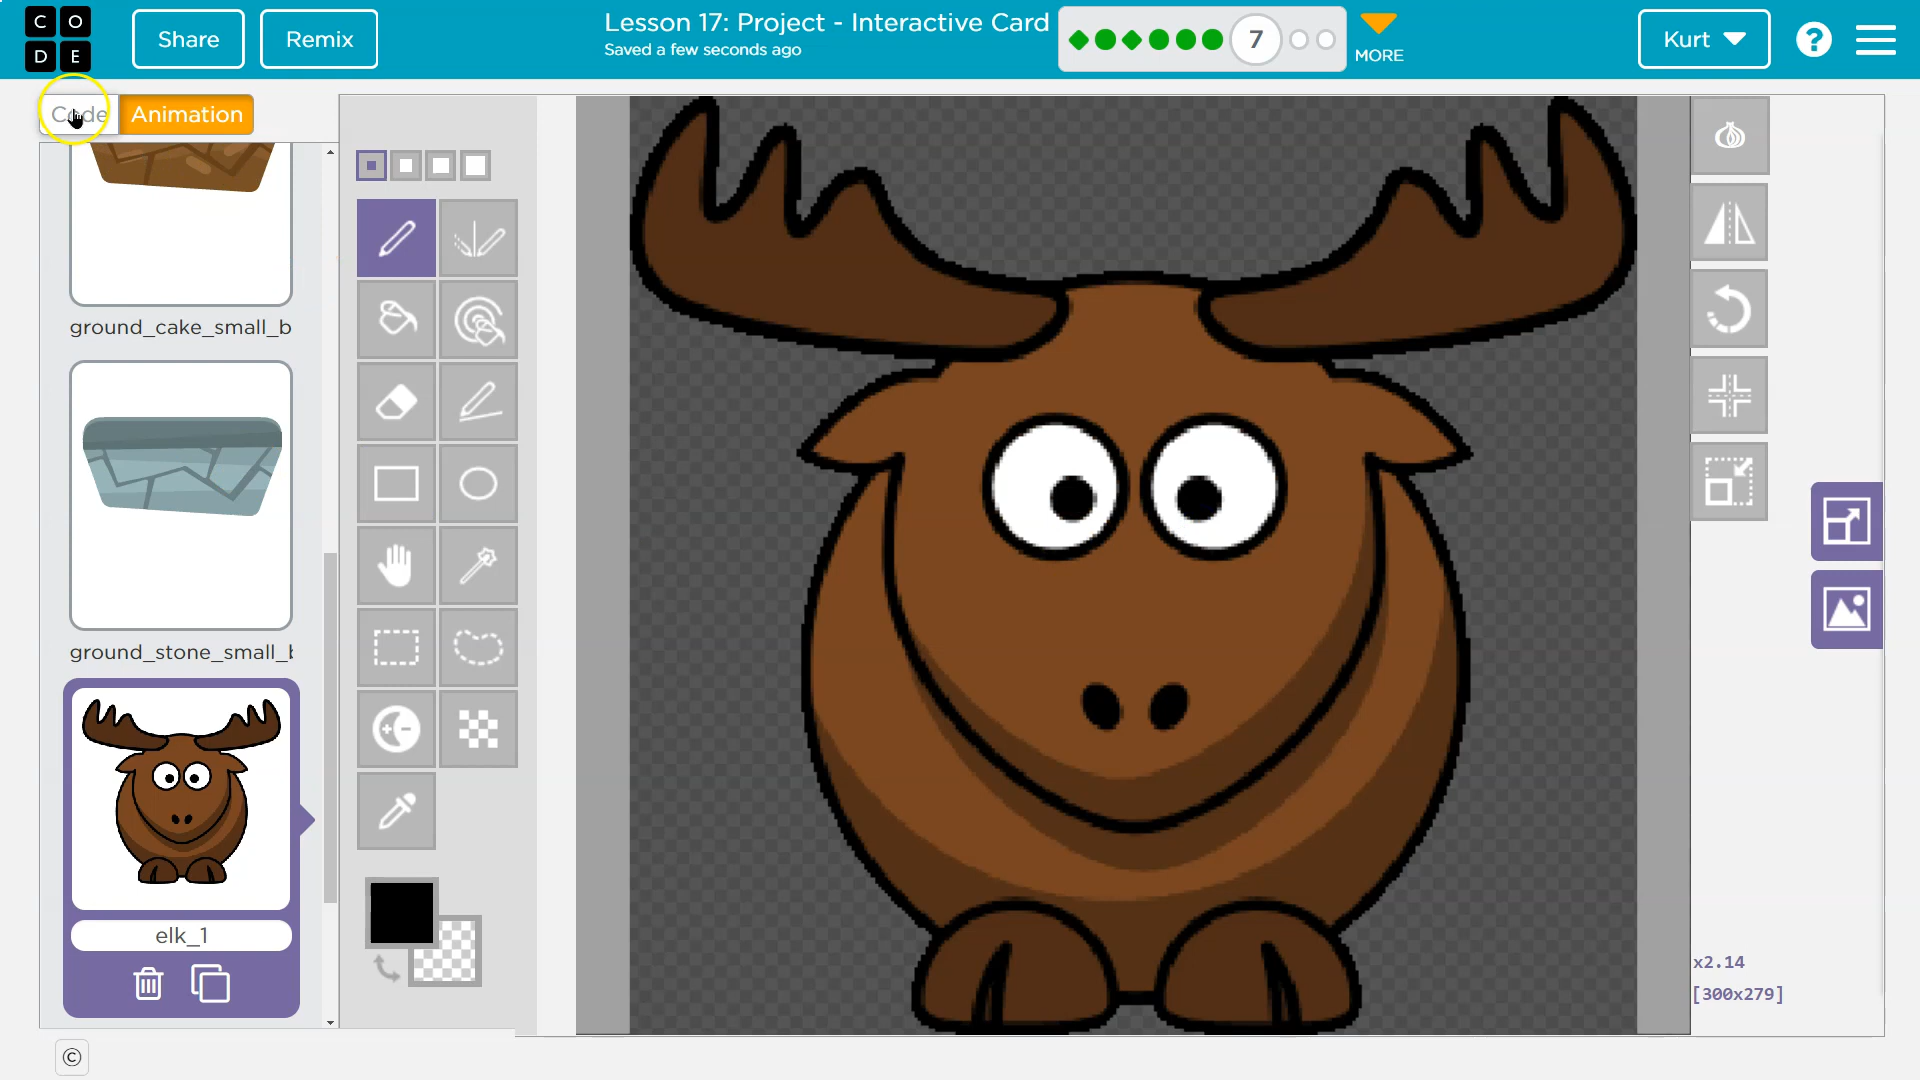 C O
D E
Share
Remix
Lesson 17: Project - Interactive Card
Saved a few seconds ago
7
MORE
Kurt
?
Code
Animation
ground_cake_small_b
ground_stone_small_b
elk_1
x2.14
[300x279]
©